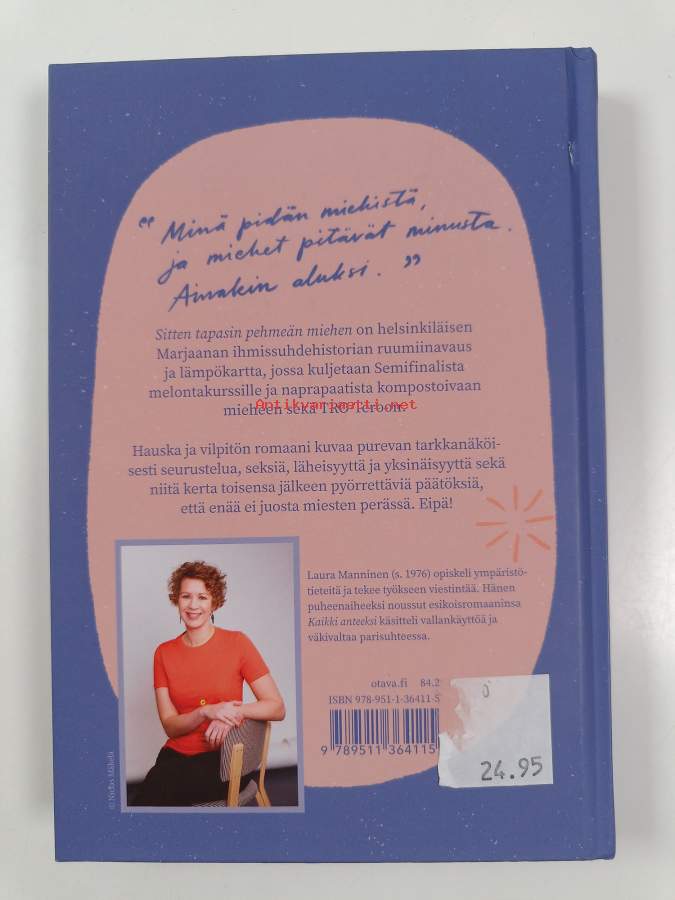 “Minä pidän miehistä,
ja miehet pitävät minusta.
Ainakin aluksi.”
Sitten tapasin pehmeän miehen on helsinkiläisen
Marjaanan ihmissuhdehistorian ruumiinavaus
ja lämpökartta, jossa kuljetaan Semifinalista
melontakurssille ja naprapaatista kompostoivaan
mieheen sekä TRO-Teroon.
Antikvariaatti.net
Hauska ja vilpitön romaani kuvaa purevan tarkkanäköi-
sesti seurustelua, seksiä, läheisyyttä ja yksinäisyyttä sekä
niitä kerta toisensa jälkeen pyörrettäviä päätöksiä,
että enää ei juosta miesten perässä. Eipä!
Laura Manninen (s. 1976) opiskeli ympäristö-
tieteitä ja tekee työkseen viestintää. Hänen
puheenaiheeksi noussut esikoisromaaninsa
Kaikki anteeksi käsitteli vallankäyttöä ja
väkivaltaa parisuhteessa.
otava.fi 84.2
ISBN 978-951-1-36411-5
9 789511 364115
24.95
© Niclas Mäkelä